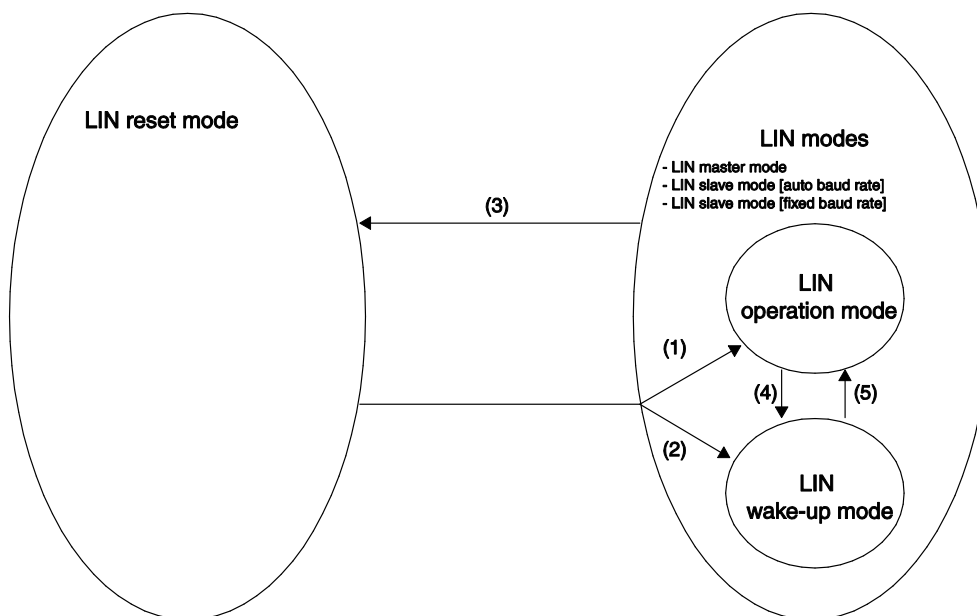 LIN reset mode
LIN modes
- LIN master mode
- LIN slave mode [auto baud rate]
- LIN slave mode [fixed baud rate]
(3)
LIN
operation mode
(1)
(4)
(5)
(2)
LIN
wake-up mode